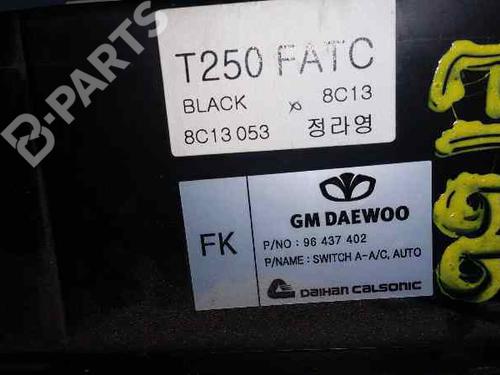 B-PARTS
T250 FATC
BLACK 8C13
8C13 053 정라영
FK
GM DAEWOO
P/NO : 96 437 402
P/NAME : SWITCH A-A/C, AUTO
DAIHAN CALSONIC